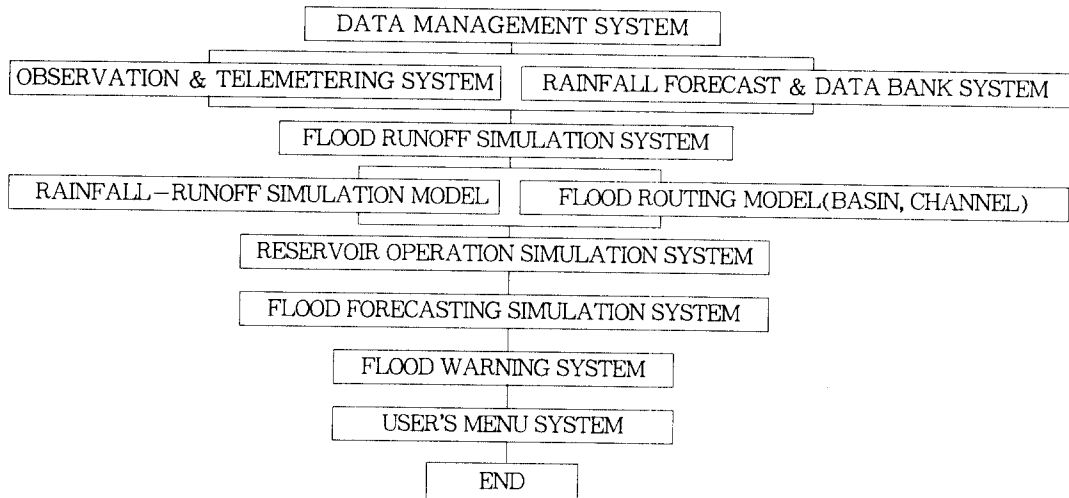 DATA MANAGEMENT SYSTEM
OBSERVATION & TELEMETERING SYSTEM
RAINFALL FORECAST & DATA BANK SYSTEM
FLOOD RUNOFF SIMULATION SYSTEM
RAINFALL-RUNOFF SIMULATION MODEL
FLOOD ROUTING MODEL(BASIN, CHANNEL)
RESERVOIR OPERATION SIMULATION SYSTEM
FLOOD FORECASTING SIMULATION SYSTEM
FLOOD WARNING SYSTEM
USER'S MENU SYSTEM
END